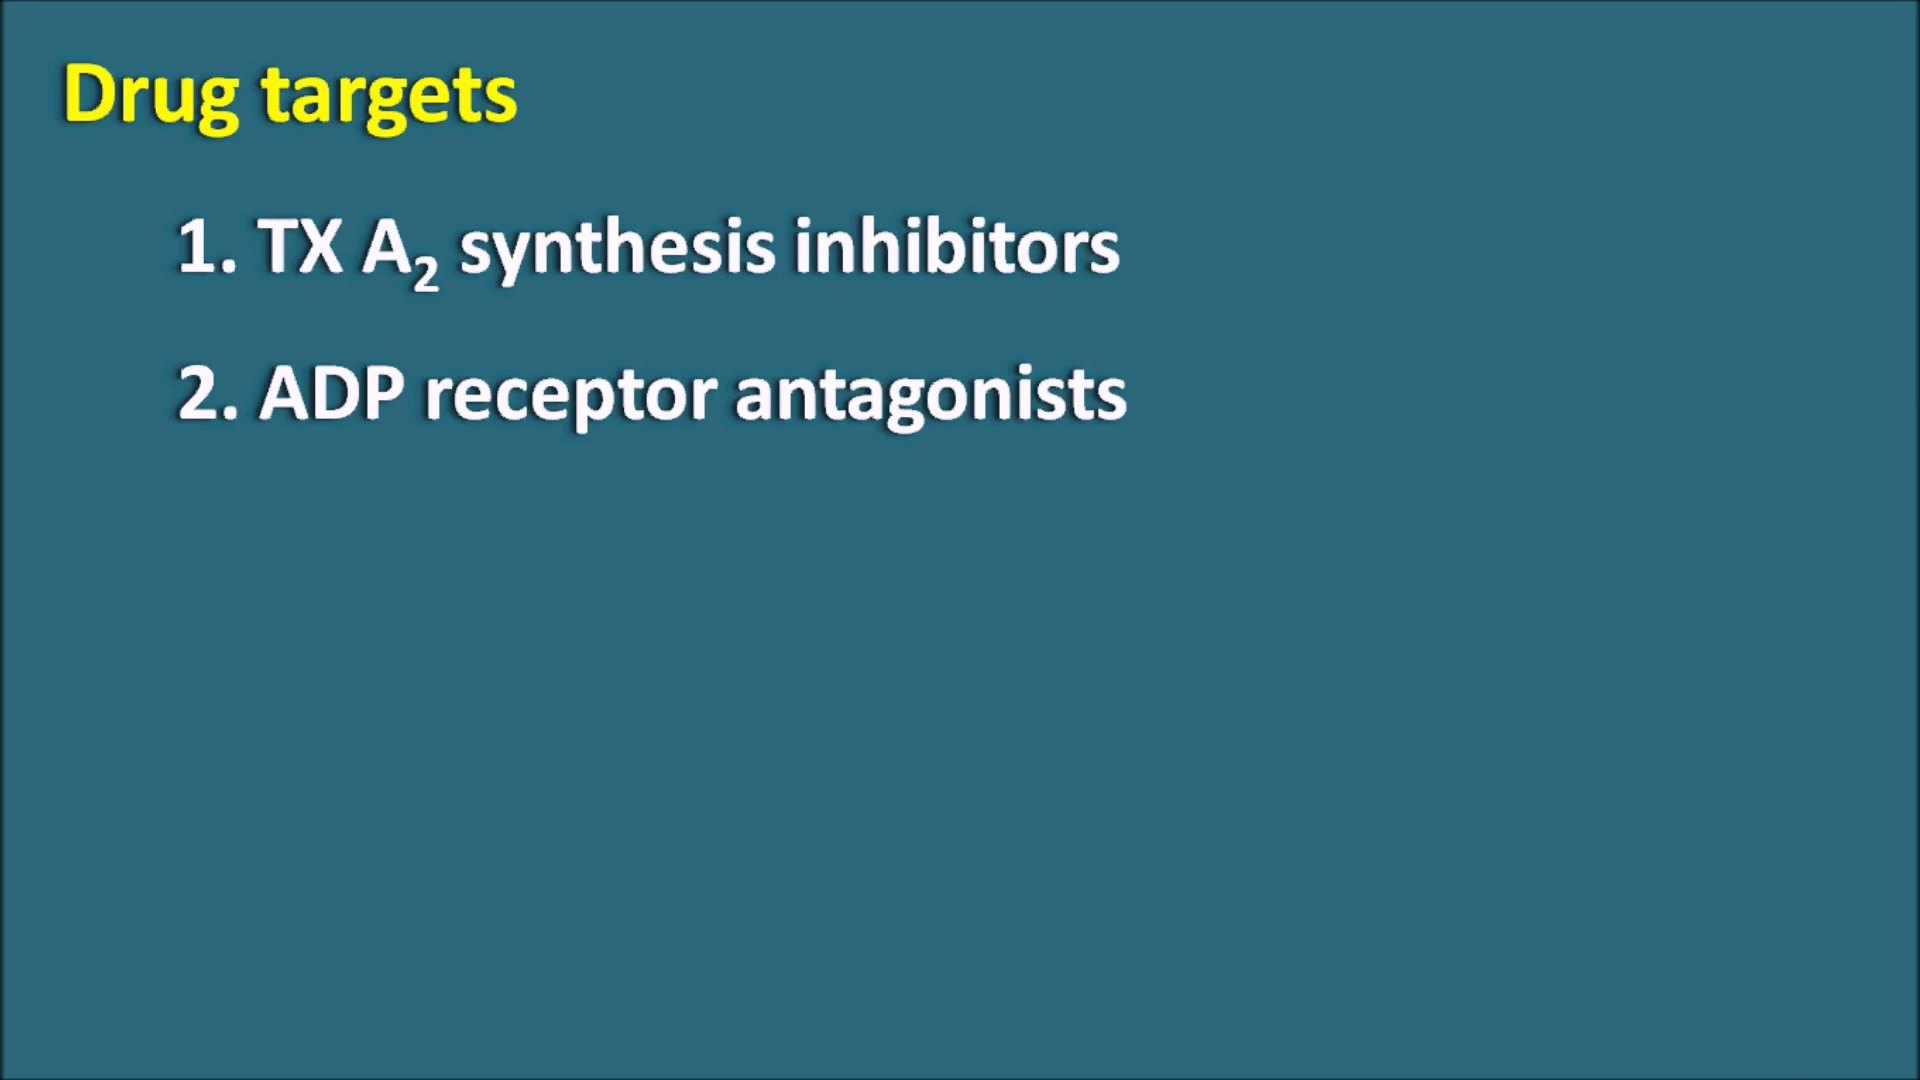 Drug targets
1. TX A₂ synthesis inhibitors
2. ADP receptor antagonists